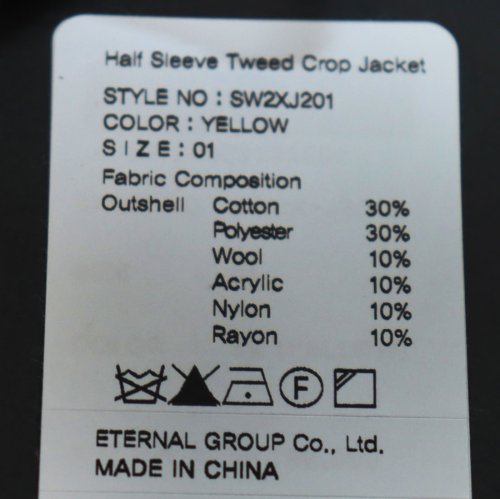 Half Sleeve Tweed Crop Jacket
STYLE NO : SW2XJ201
COLOR : YELLOW
SIZE : 01
Fabric Composition
Outshell Cotton 30%
Polyester 30%
Wool 10%
Acrylic 10%
Nylon 10%
Rayon 10%
F
ETERNAL GROUP Co., Ltd.
MADE IN CHINA